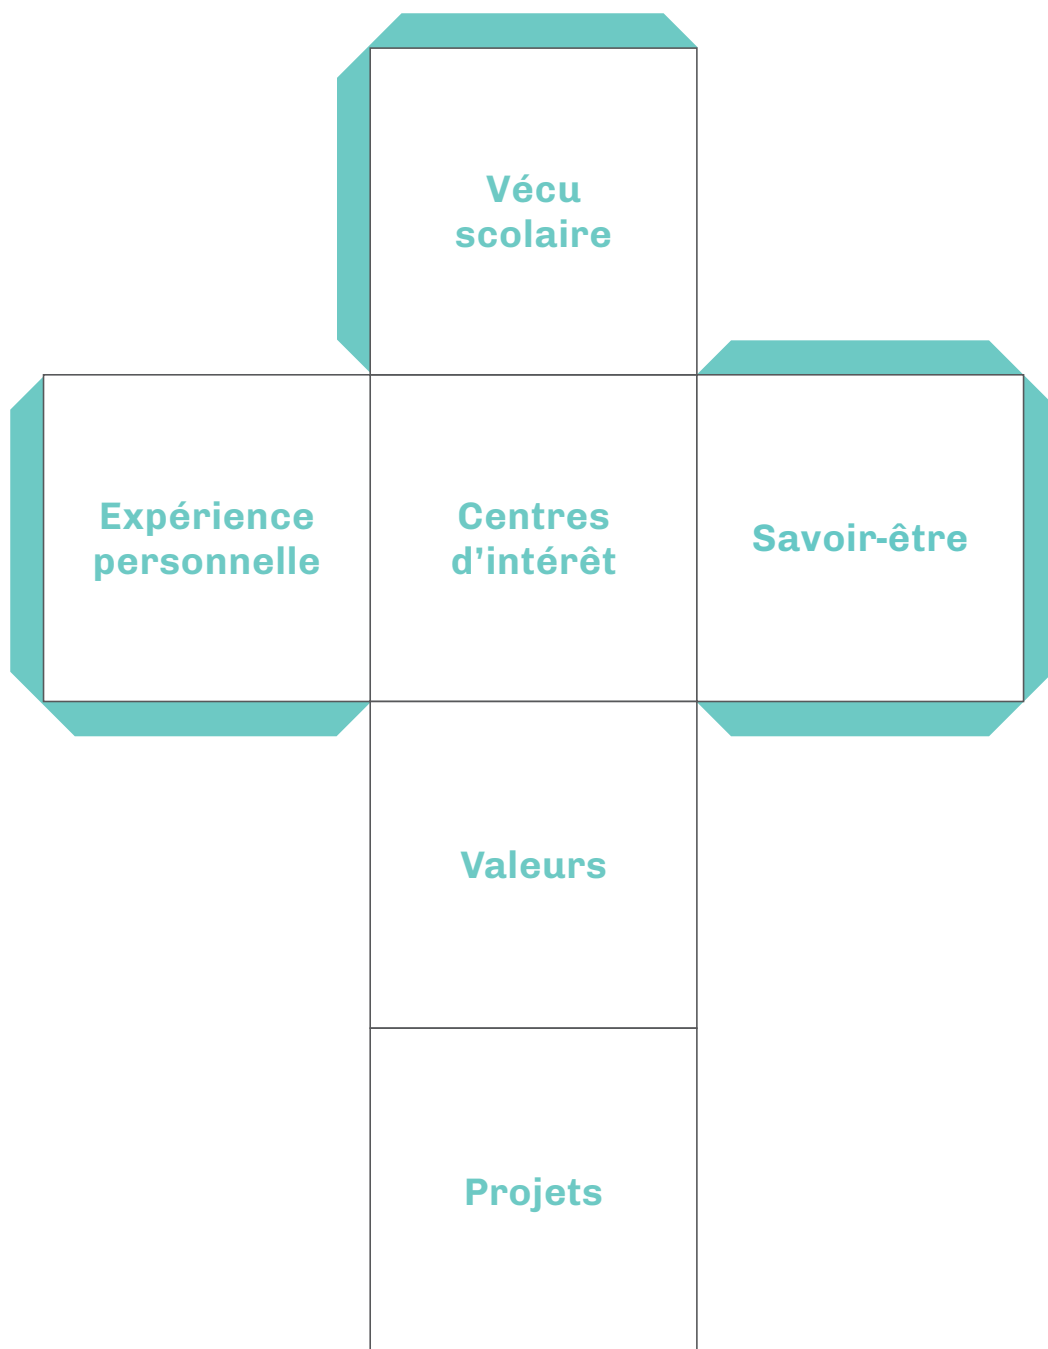 Vécu
scolaire
Expérience
personnelle
Centres
d’intérêt
Savoir-être
Valeurs
Projets